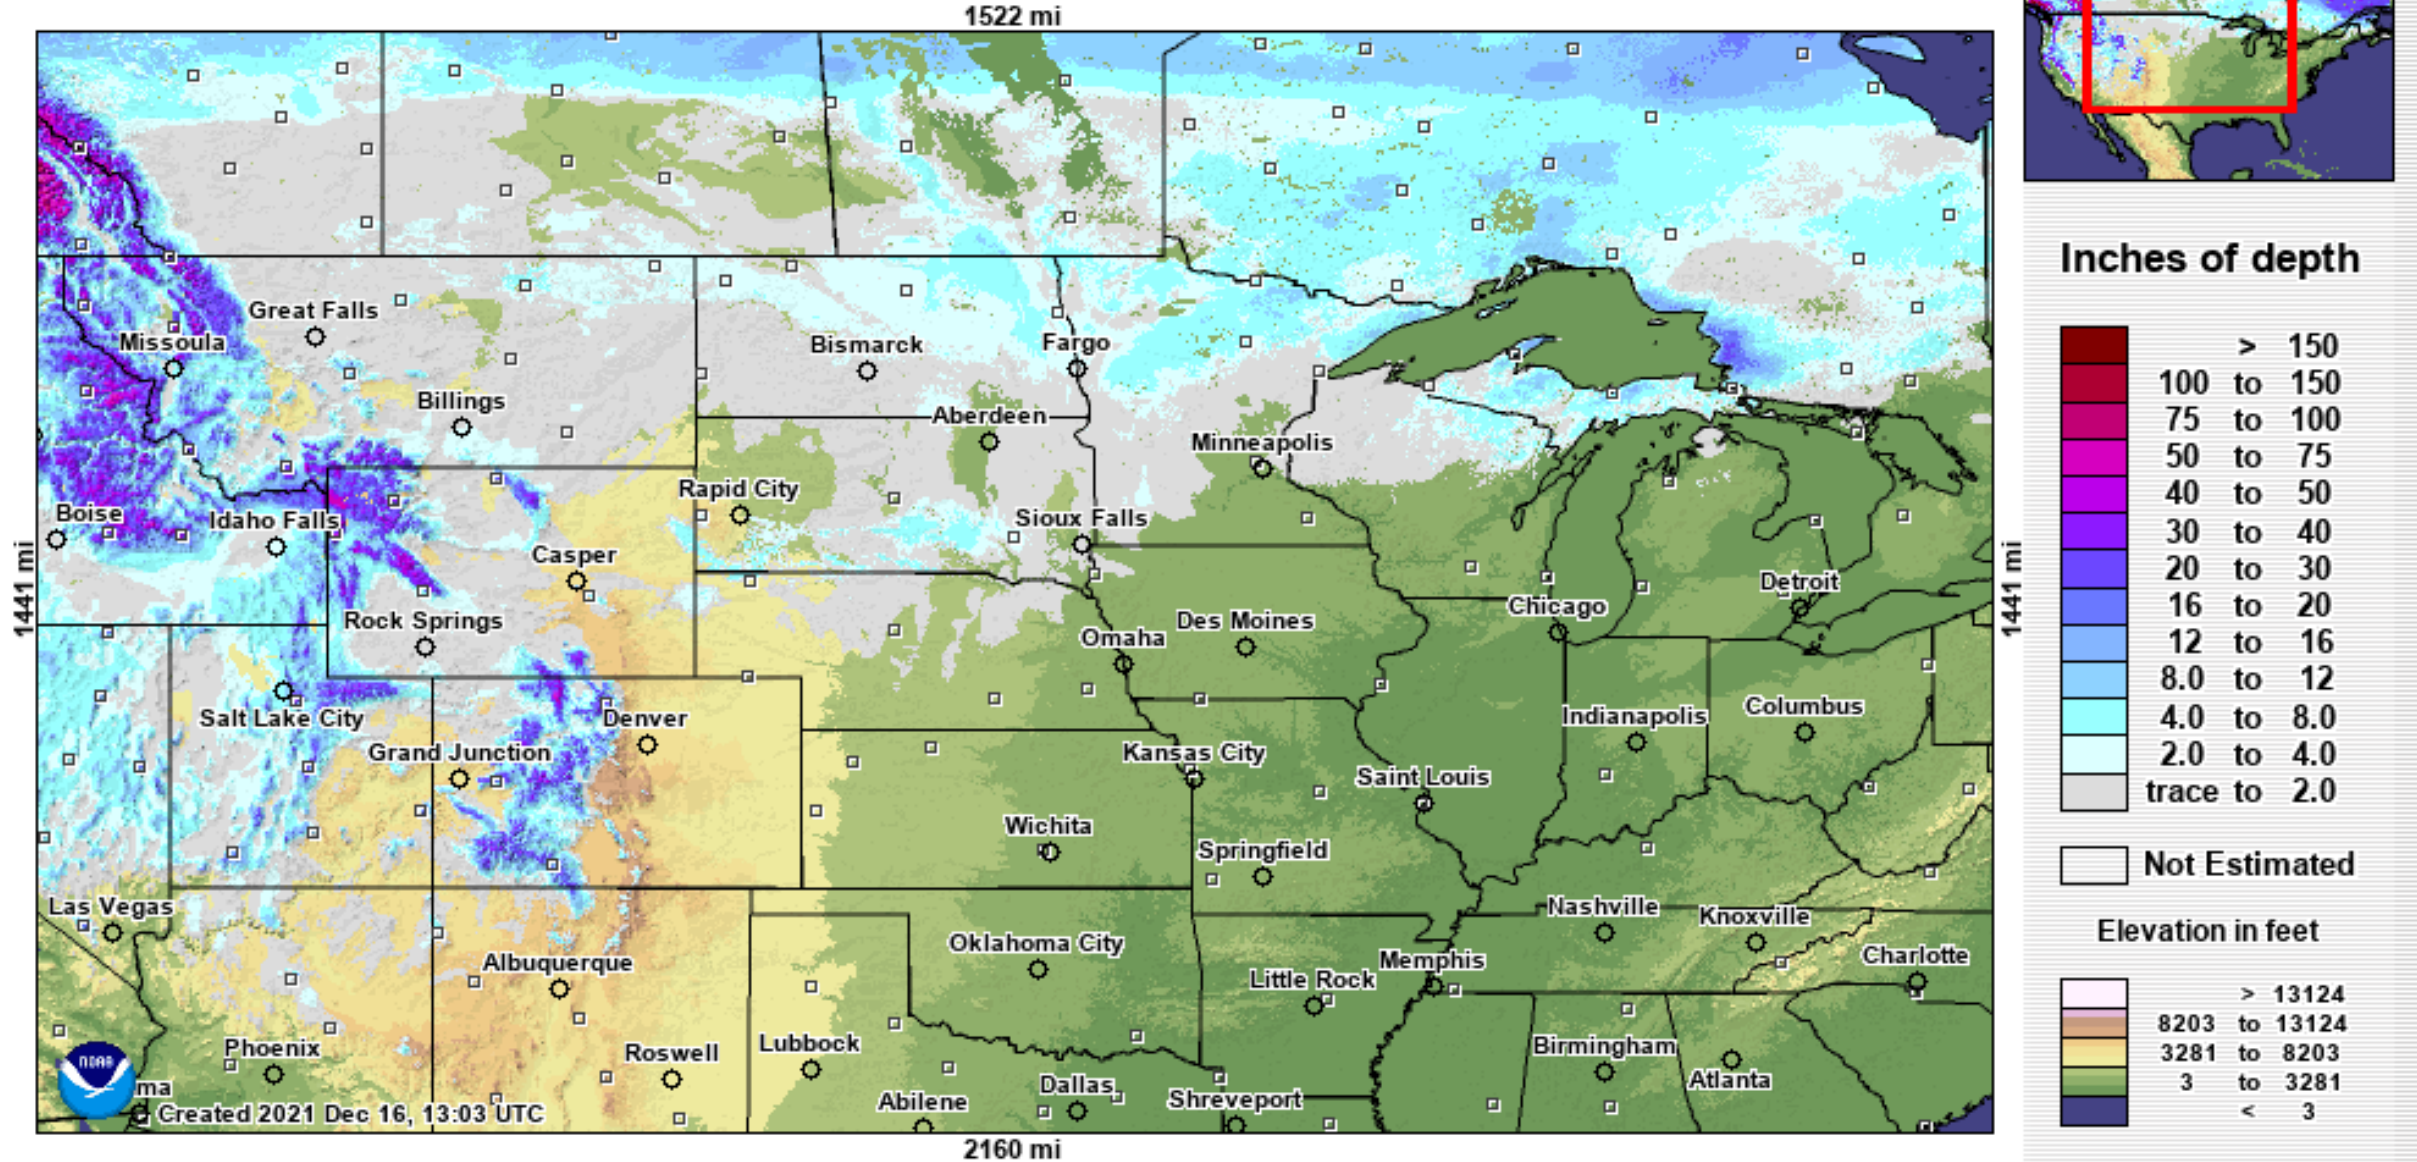 1522 mi
Great Falls
Missoula
Bismarck
Fargo
Billings
Aberdeen
Minneapolis
Rapid City
Boise
Idaho Falls
Sioux Falls
Casper
1441 mi
1441 mi
Detroit
Rock Springs
Des Moines
Chicago
Omaha
Salt Lake City
Denver
Indianapolis
Columbus
Grand Junction
Kansas City
Saint Louis
Wichita
Springfield
Las Vegas
Nashville
Knoxville
Oklahoma City
Albuquerque
Memphis
Charlotte
Little Rock
Phoenix
Roswell
Lubbock
Birmingham
NOAA
ma
Dallas
Atlanta
Abilene
Shreveport
Created 2021 Dec 16, 13:03 UTC
2160 mi
Inches of depth
> 150
100 to 150
75 to 100
50 to 75
40 to 50
30 to 40
20 to 30
16 to 20
12 to 16
8.0 to 12
4.0 to 8.0
2.0 to 4.0
trace to 2.0
Not Estimated
Elevation in feet
> 13124
8203 to 13124
3281 to 8203
3 to 3281
< 3